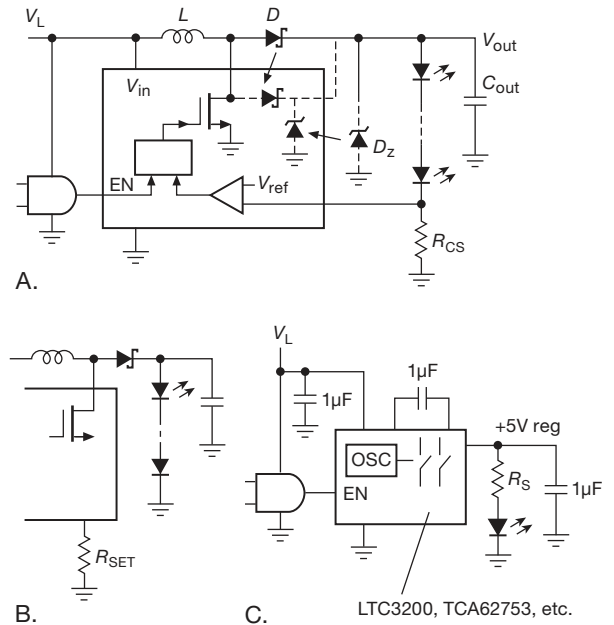 V_L
L
D
V_out
V_in
C_out
D_Z
EN
V_ref
R_CS
A.
V_L
1µF
1µF
+5V reg
OSC
R_S
EN
1µF
R_SET
B.
C.
LTC3200, TCA62753, etc.